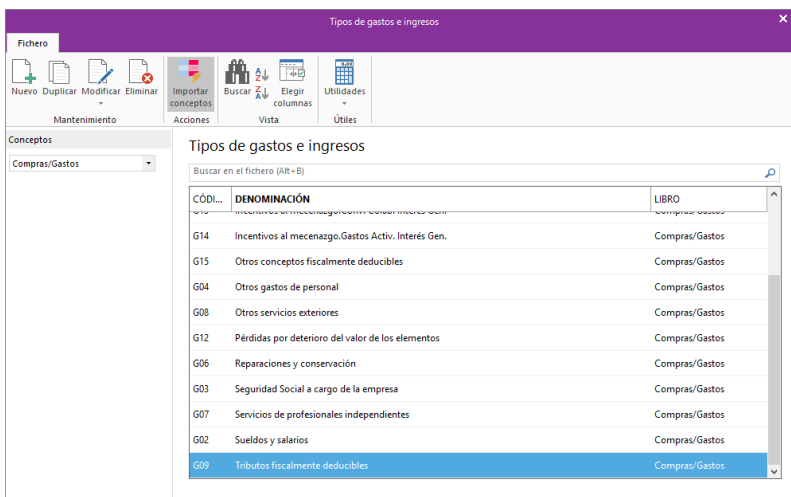 Tipos de gastos e ingresos
Fichero
Nuevo Duplicar Modificar Eliminar
Importar conceptos
Buscar
Elegir columnas
Utilidades
Mantenimiento
Acciones
Vista
Útiles
Conceptos
Compras/Gastos
Tipos de gastos e ingresos
Buscar en el fichero (Alt+B)
CÓDI... DENOMINACIÓN LIBRO
G14 Incentivos al mecenazgo.Gastos Activ. Interés Gen. Compras/Gastos
G15 Otros conceptos fiscalmente deducibles Compras/Gastos
G04 Otros gastos de personal Compras/Gastos
G08 Otros servicios exteriores Compras/Gastos
G12 Pérdidas por deterioro del valor de los elementos Compras/Gastos
G06 Reparaciones y conservación Compras/Gastos
G03 Seguridad Social a cargo de la empresa Compras/Gastos
G07 Servicios de profesionales independientes Compras/Gastos
G02 Sueldos y salarios Compras/Gastos
G09 Tributos fiscalmente deducibles Compras/Gastos